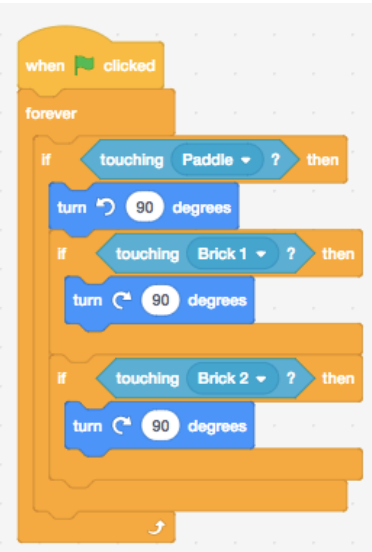 when clicked
forever
if touching Paddle ? then
turn 90 degrees
if touching Brick 1 ? then
turn 90 degrees
if touching Brick 2 ? then
turn 90 degrees